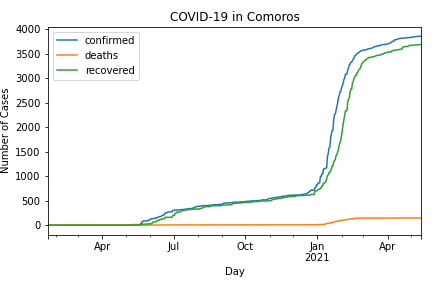 COVID-19 in Comoros
confirmed
deaths
recovered
Number of Cases
4000
3500
3000
2500
2000
1500
1000
500
0
Apr Jul Oct Jan Apr
2021
Day